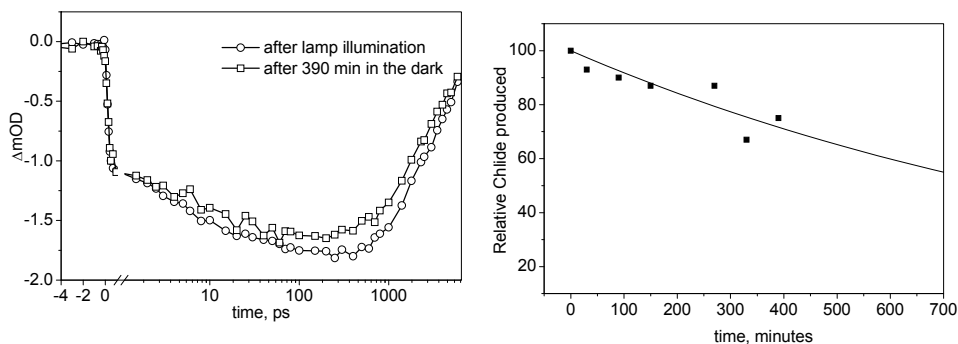 0.0
-0.5
-1.0
-1.5
-2.0
ΔmOD
after lamp illumination
after 390 min in the dark
-4 -2 0 10 100 1000
time, ps
100
80
60
40
20
Relative Chlide produced
0 100 200 300 400 500 600 700
time, minutes